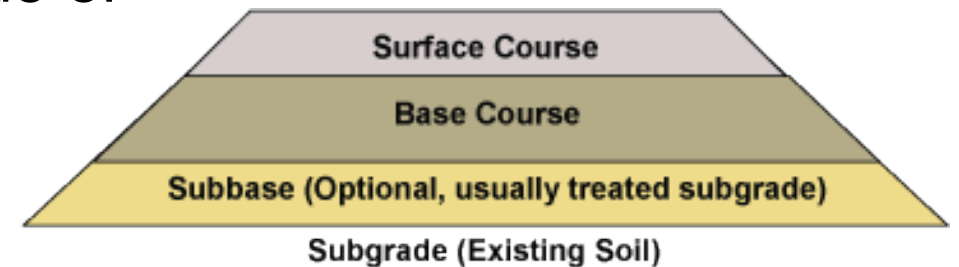 Surface Course
Base Course
Subbase (Optional, usually treated subgrade)
Subgrade (Existing Soil)